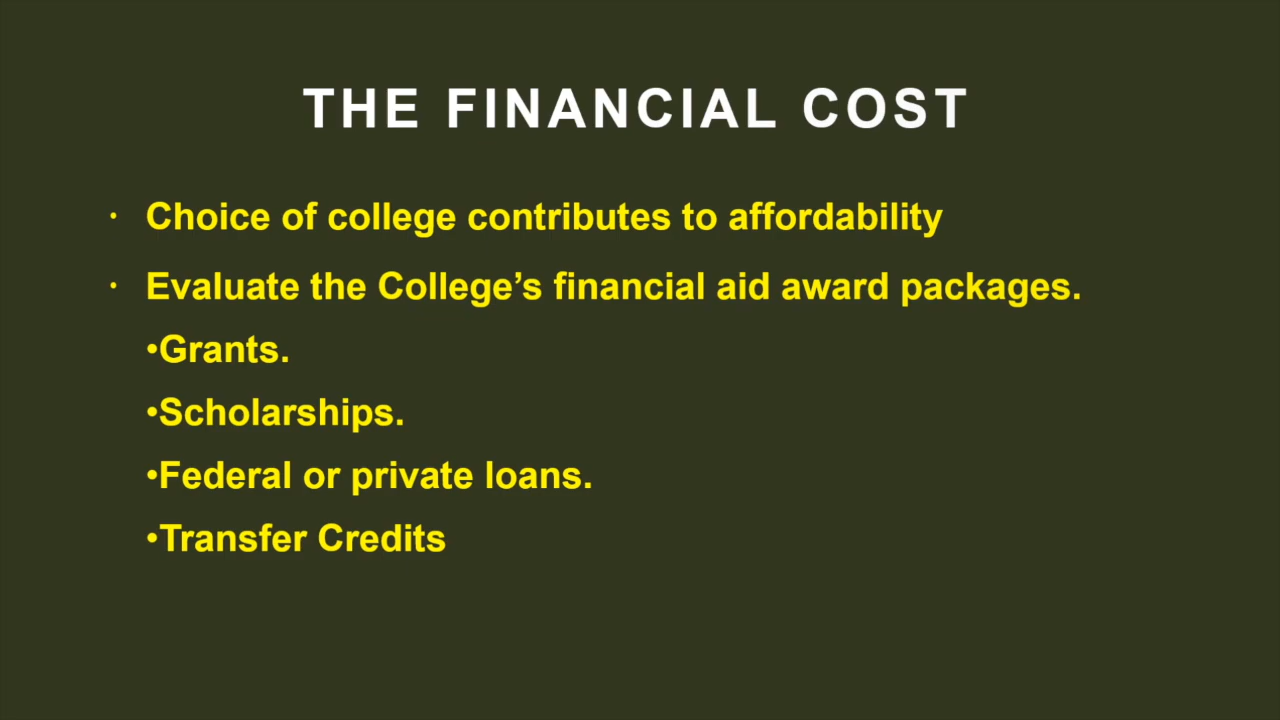 THE FINANCIAL COST
· Choice of college contributes to affordability
· Evaluate the College’s financial aid award packages.
•Grants.
•Scholarships.
•Federal or private loans.
•Transfer Credits